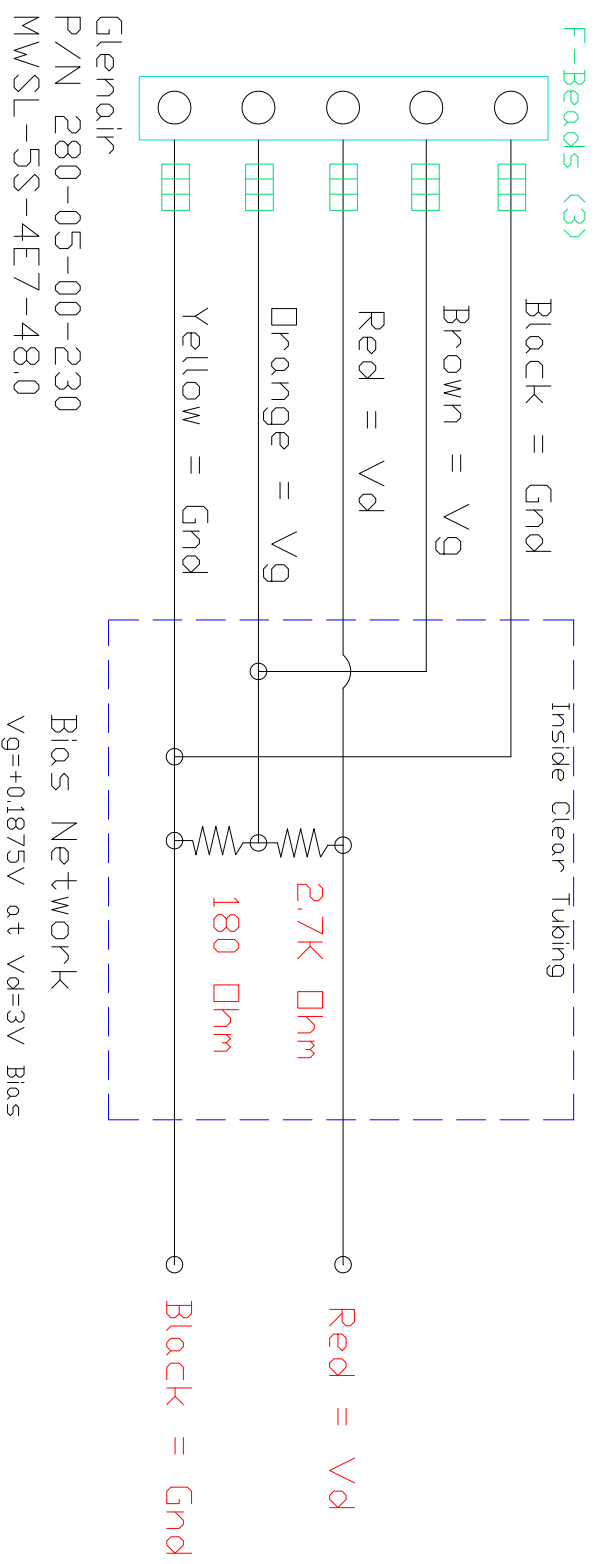 F-Beads (3)
Inside Clear Tubing
Black = Gnd
Brown = Vg
Red = Vd
Red = Vd
2.7K Ohm
Orange = Vg
180 Ohm
Yellow = Gnd
Black = Gnd
Glenair
P/N 280-05-00-230
MWSL-5S-4E7-48.0
Bias Network
Vg=+0.1875V at Vd=3V Bias